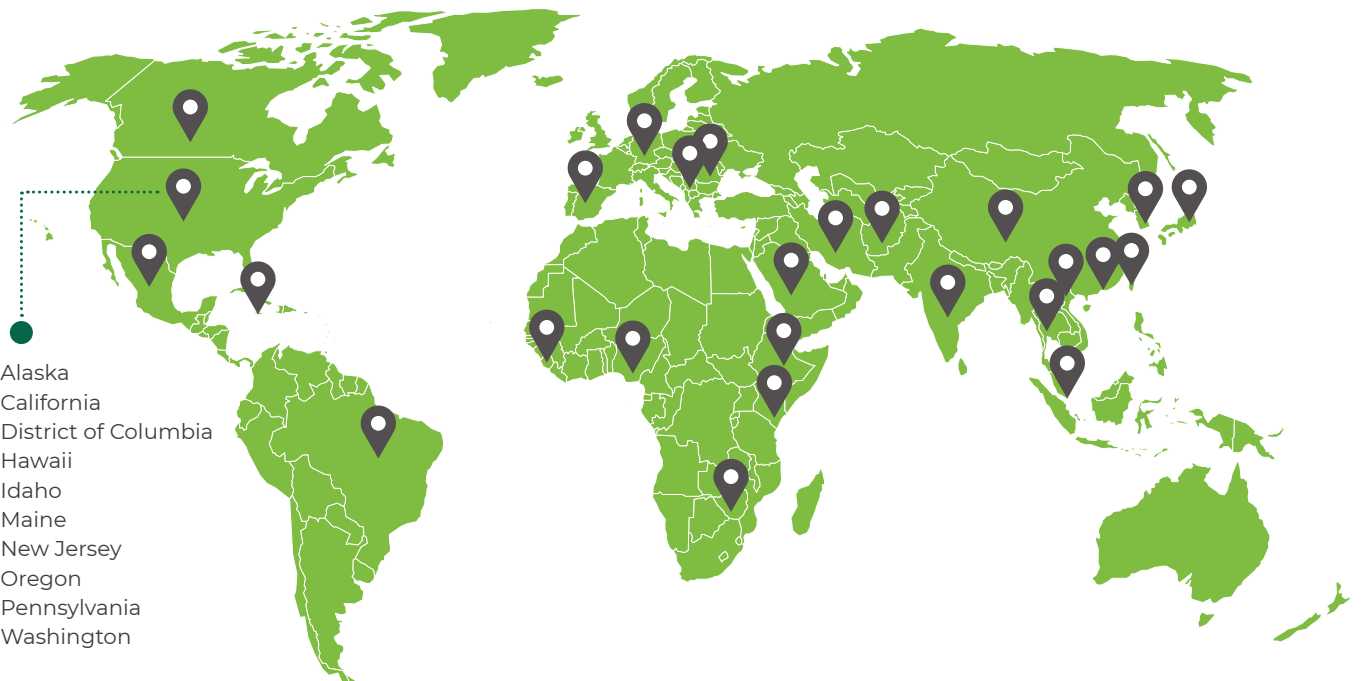 Alaska
California
District of Columbia
Hawaii
Idaho
Maine
New Jersey
Oregon
Pennsylvania
Washington